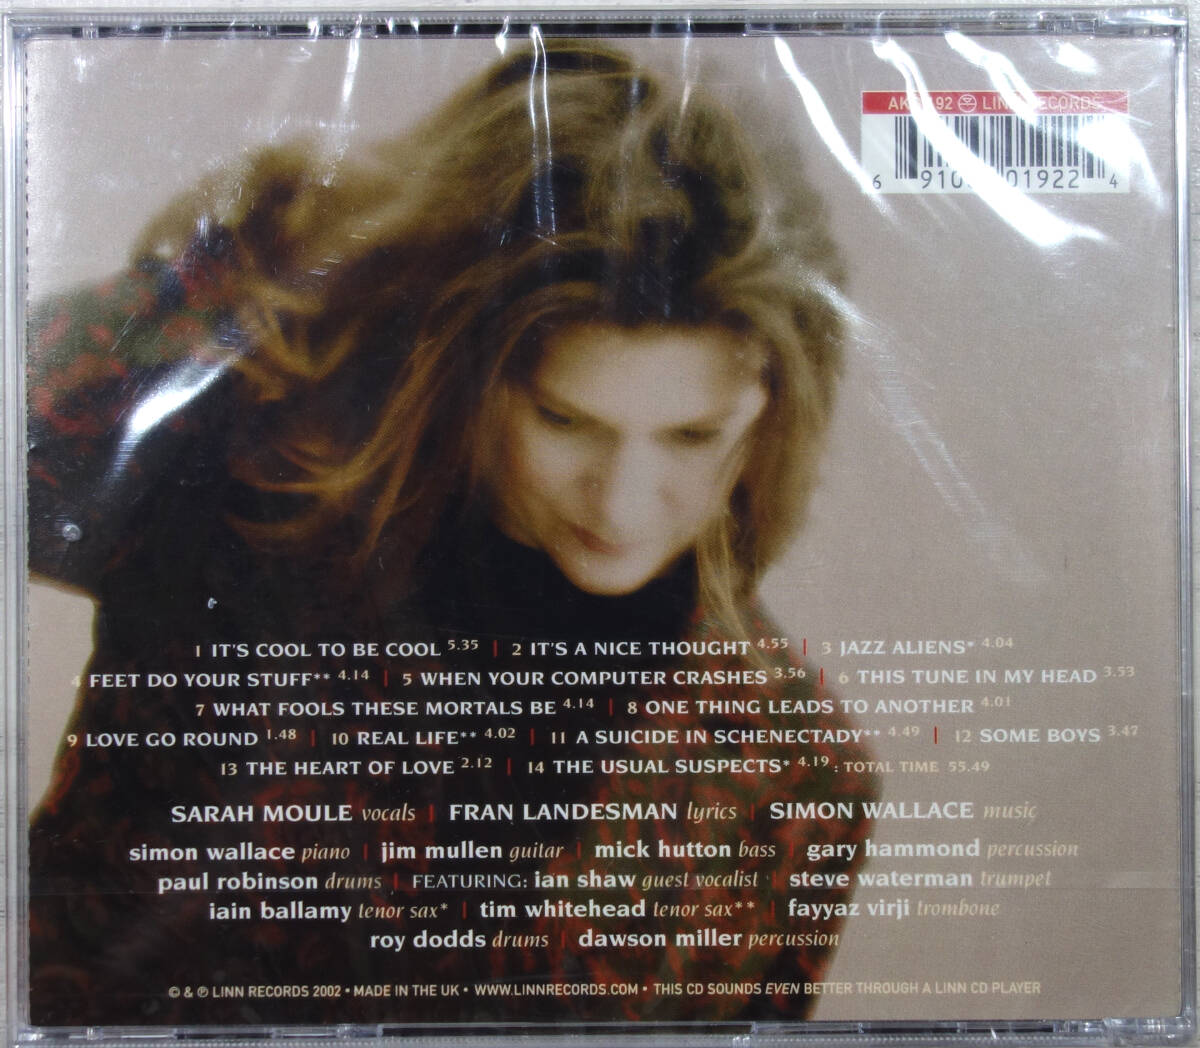 LINN RECORDS
6 01922 4
1 IT'S COOL TO BE COOL 5.35 | 2 IT'S A NICE THOUGHT 4.55 | 3 JAZZ ALIENS* 4.04
4 FEET DO YOUR STUFF** 4.14 | 5 WHEN YOUR COMPUTER CRASHES 3.56 | 6 THIS TUNE IN MY HEAD 3.53
7 WHAT FOOLS THESE MORTALS BE 4.14 | 8 ONE THING LEADS TO ANOTHER 4.01
9 LOVE GO ROUND 1.48 | 10 REAL LIFE** 4.02 | 11 A SUICIDE IN SCHENECTADY** 4.49 | 12 SOME BOYS 3.47
13 THE HEART OF LOVE 2.12 | 14 THE USUAL SUSPECTS* 4.19 : TOTAL TIME 55.49
SARAH MOULE vocals | FRAN LANDESMAN lyrics | SIMON WALLACE music
simon wallace piano | jim mullen guitar | mick hutton bass | gary hammond percussion
paul robinson drums | FEATURING: ian shaw guest vocalist | steve waterman trumpet
iain ballamy tenor sax* | tim whitehead tenor sax** | fayyaz virji trombone
roy dodds drums | dawson miller percussion
© & ℗ LINN RECORDS 2002 • MADE IN THE UK • WWW.LINNRECORDS.COM • THIS CD SOUNDS EVEN BETTER THROUGH A LINN CD PLAYER